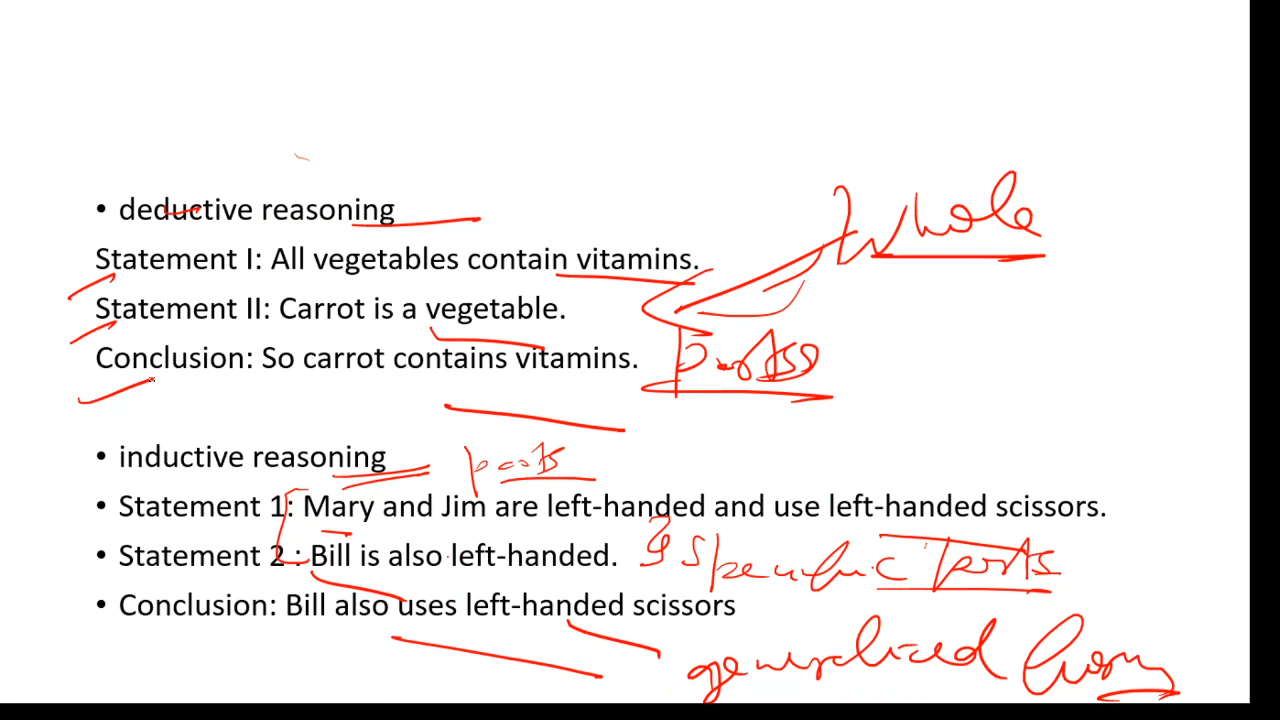 • deductive reasoning
Whole
Statement I: All vegetables contain vitamins.
Statement II: Carrot is a vegetable.
Conclusion: So carrot contains vitamins.
• inductive reasoning parts
• Statement 1: Mary and Jim are left-handed and use left-handed scissors.
• Statement 2 : Bill is also left-handed. specific parts
• Conclusion: Bill also uses left-handed scissors
generalized